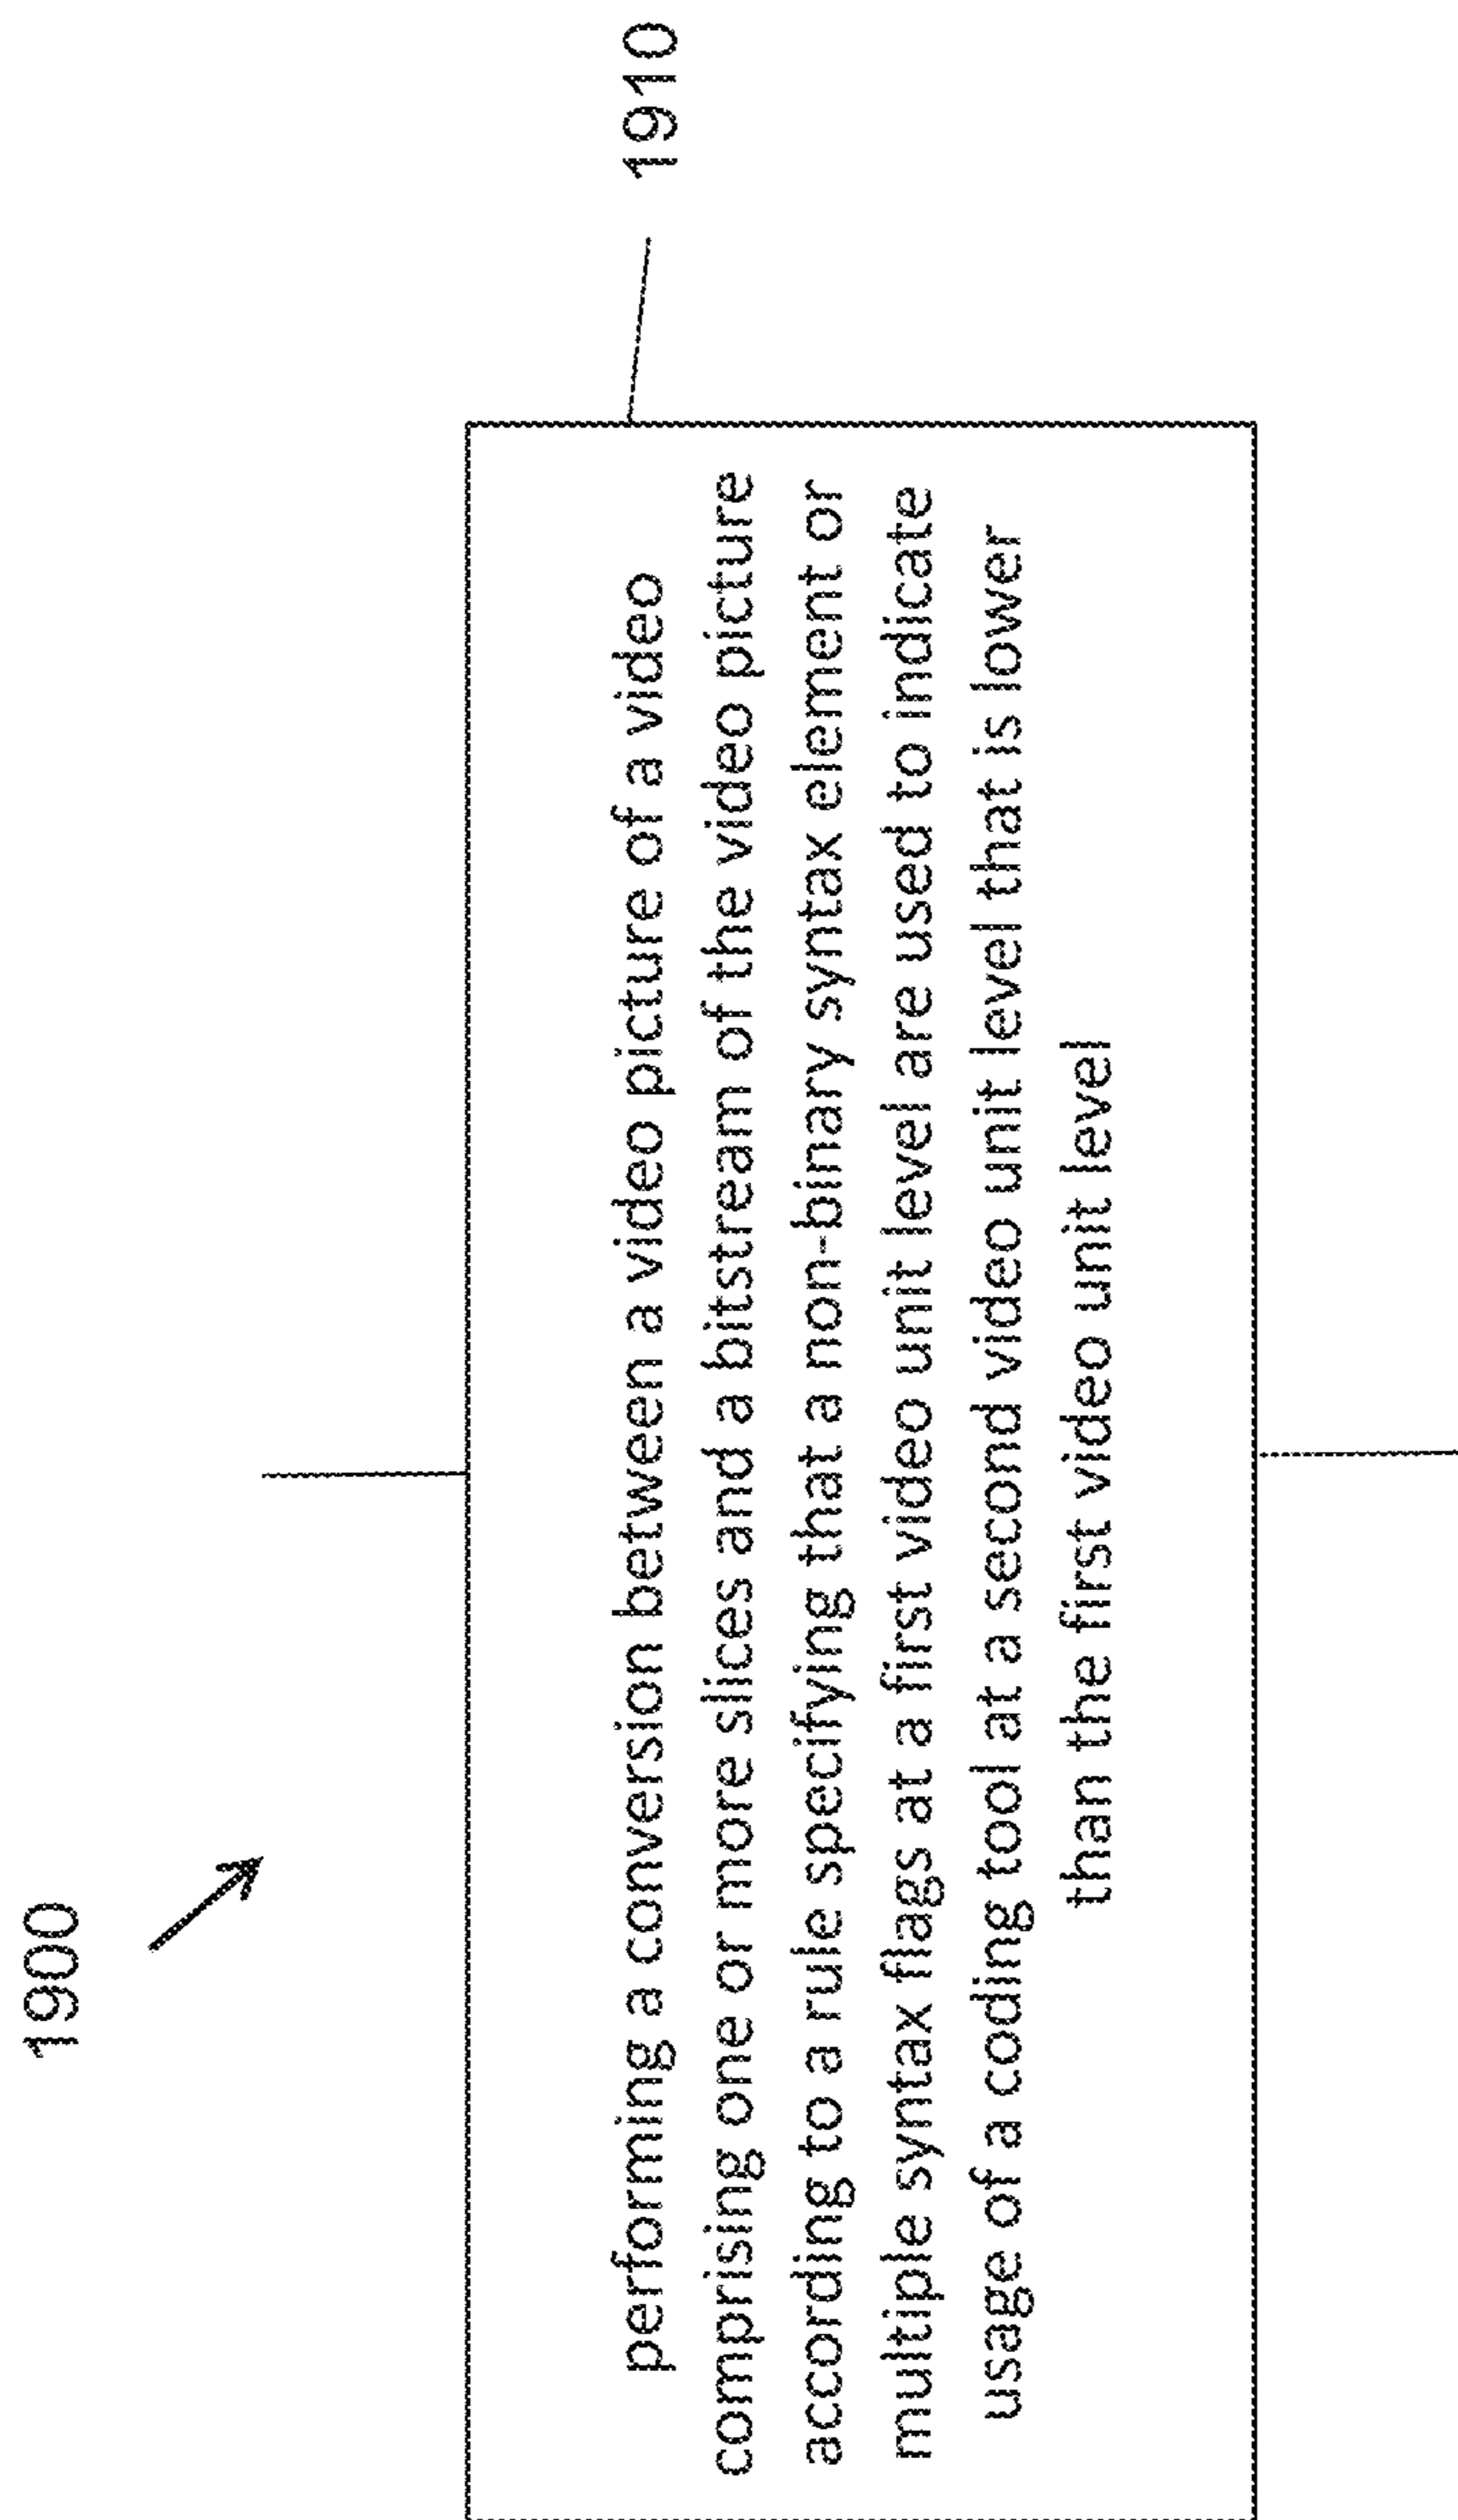 1900
1910
performing a conversion between a video picture of a video
comprising one or more slices and a bitstream of the video picture
according to a rule specifying that a non-binary syntax element or
multiple syntax flags at a first video unit level are used to indicate
usage of a coding tool at a second video unit level that is lower
than the first video unit level